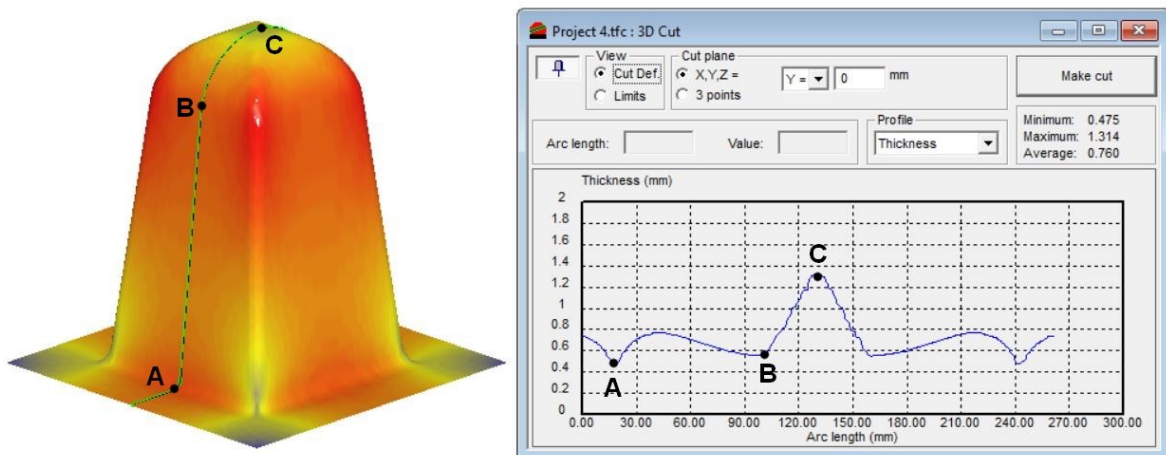 C
B
A
Project 4.tfc : 3D Cut
View
Cut Def.
Limits
Cut plane
X,Y,Z =
3 points
Y =
0
mm
Make cut
Arc length:
Value:
Profile
Thickness
Minimum: 0.475
Maximum: 1.314
Average: 0.760
Thickness (mm)
2
1.8
1.6
1.4
1.2
1
0.8
0.6
0.4
0.2
0
C
A
B
0.00 30.00 60.00 90.00 120.00 150.00 180.00 210.00 240.00 270.00 300.00
Arc length (mm)